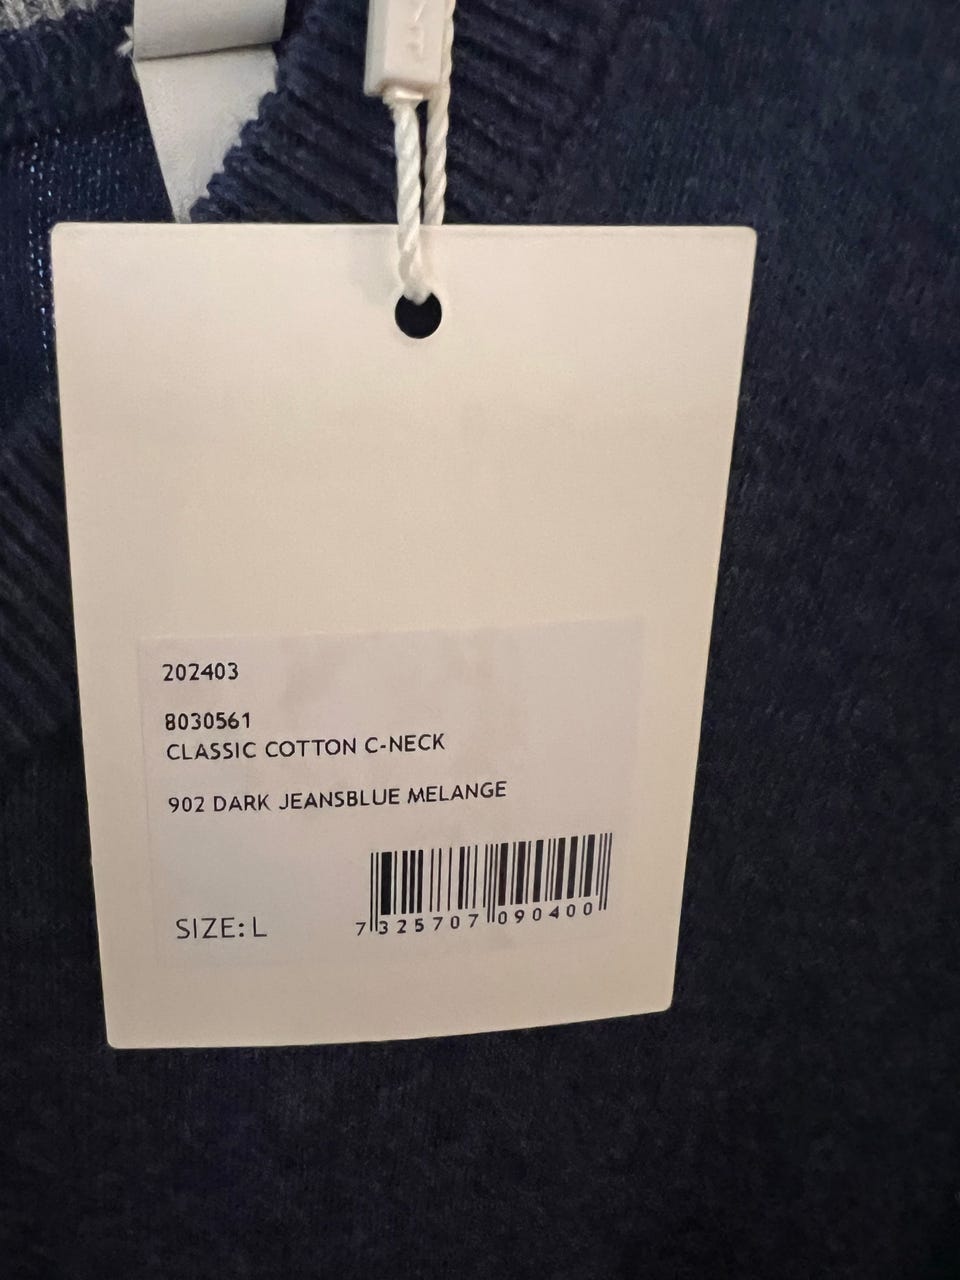 202403
8030561
CLASSIC COTTON C-NECK
902 DARK JEANSBLUE MELANGE
SIZE: L
7 325707 090400